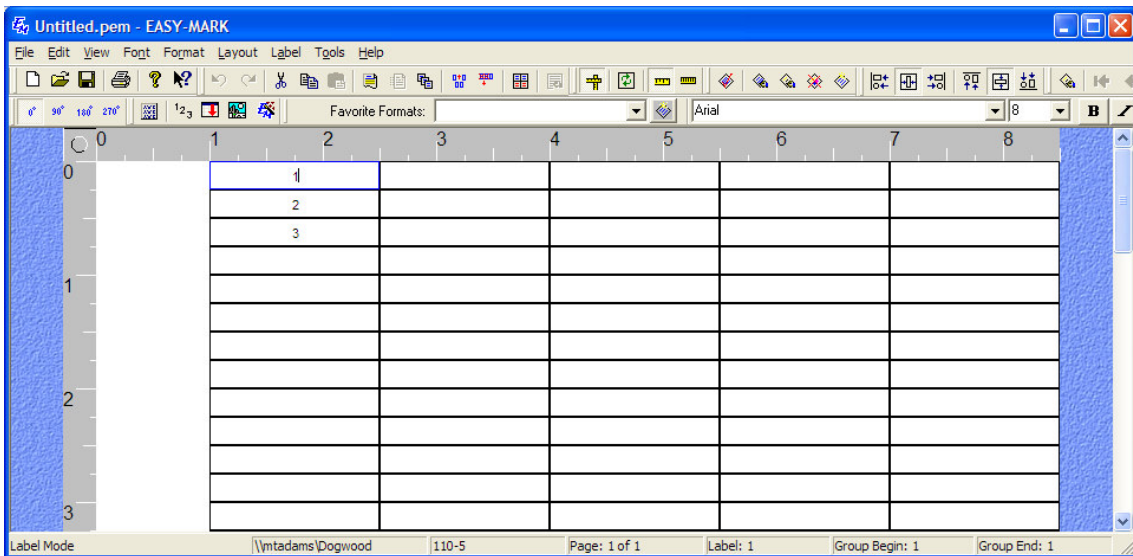 Untitled.pem - EASY-MARK
File Edit View Font Format Layout Label Tools Help
0° 90° 180° 270° 1₂₃ Favorite Formats: Arial 8 B I
0 1 2 3 4 5 6 7 8
0 1
2
3
1
2
3
Label Mode \\mtadams\Dogwood 110-5 Page: 1 of 1 Label: 1 Group Begin: 1 Group End: 1